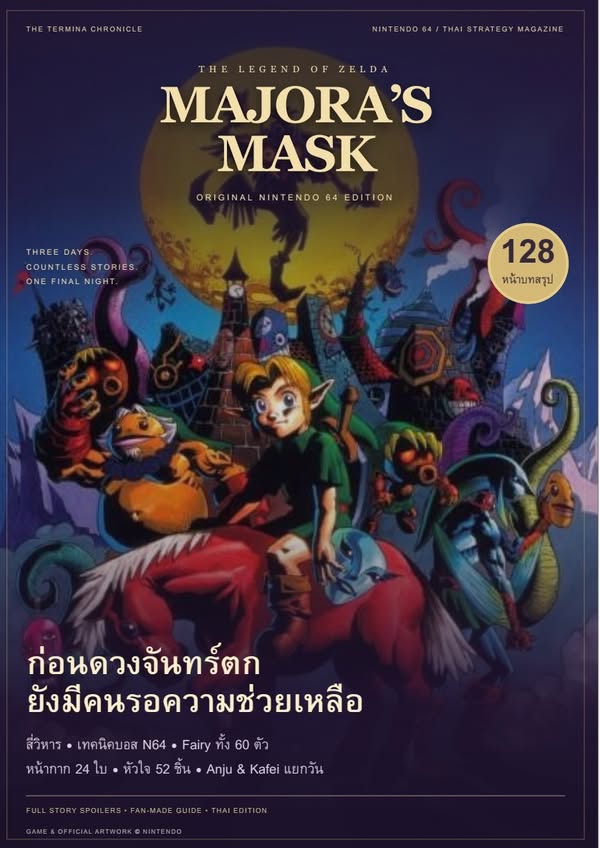 THE TERMINA CHRONICLE
NINTENDO 64 / THAI STRATEGY MAGAZINE
THE LEGEND OF ZELDA
MAJORA'S
MASK
ORIGINAL NINTENDO 64 EDITION
THREE DAYS.
COUNTLESS STORIES.
ONE FINAL NIGHT.
128
หน้าบทสรุป
ก่อนดวงจันทร์ตก
ยังมีคนรอความช่วยเหลือ
สี่วิหาร • เทคนิคบอส N64 • Fairy ทั้ง 60 ตัว
หน้ากาก 24 ใบ • หัวใจ 52 ชิ้น • Anju & Kafei แยกวัน
FULL STORY SPOILERS • FAN-MADE GUIDE • THAI EDITION
GAME & OFFICIAL ARTWORK © NINTENDO